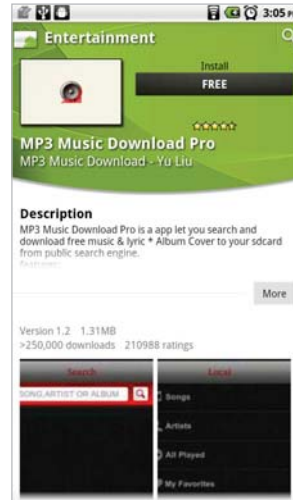 3:05 PM
Entertainment
Install
FREE
MP3 Music Download Pro
MP3 Music Download - Yu Liu
Description
MP3 Music Download Pro is a app let you search and
download free music & lyric * Album Cover to your sdcard
from public search engine.
features:
More
Version 1.2 1.31MB
>250,000 downloads 210988 ratings
Search
Local
SONG,ARTIST OR ALBUM
Songs
Artists
All Played
My Favorites